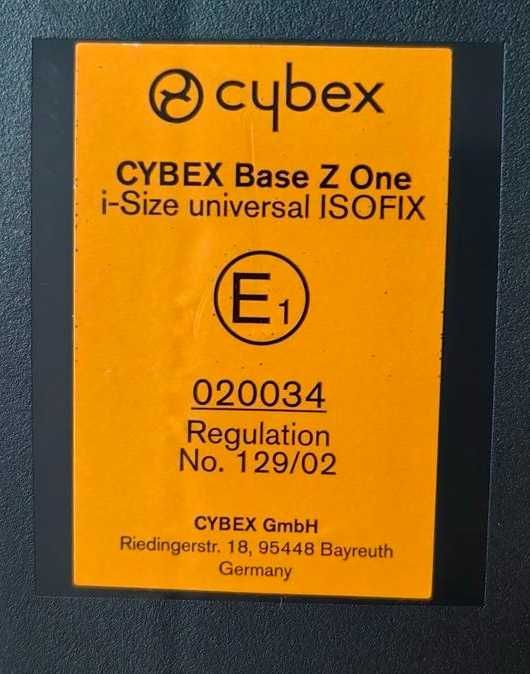 cybex
CYBEX Base Z One
i-Size universal ISOFIX
E1
020034
Regulation
No. 129/02
CYBEX GmbH
Riedingerstr. 18, 95448 Bayreuth
Germany